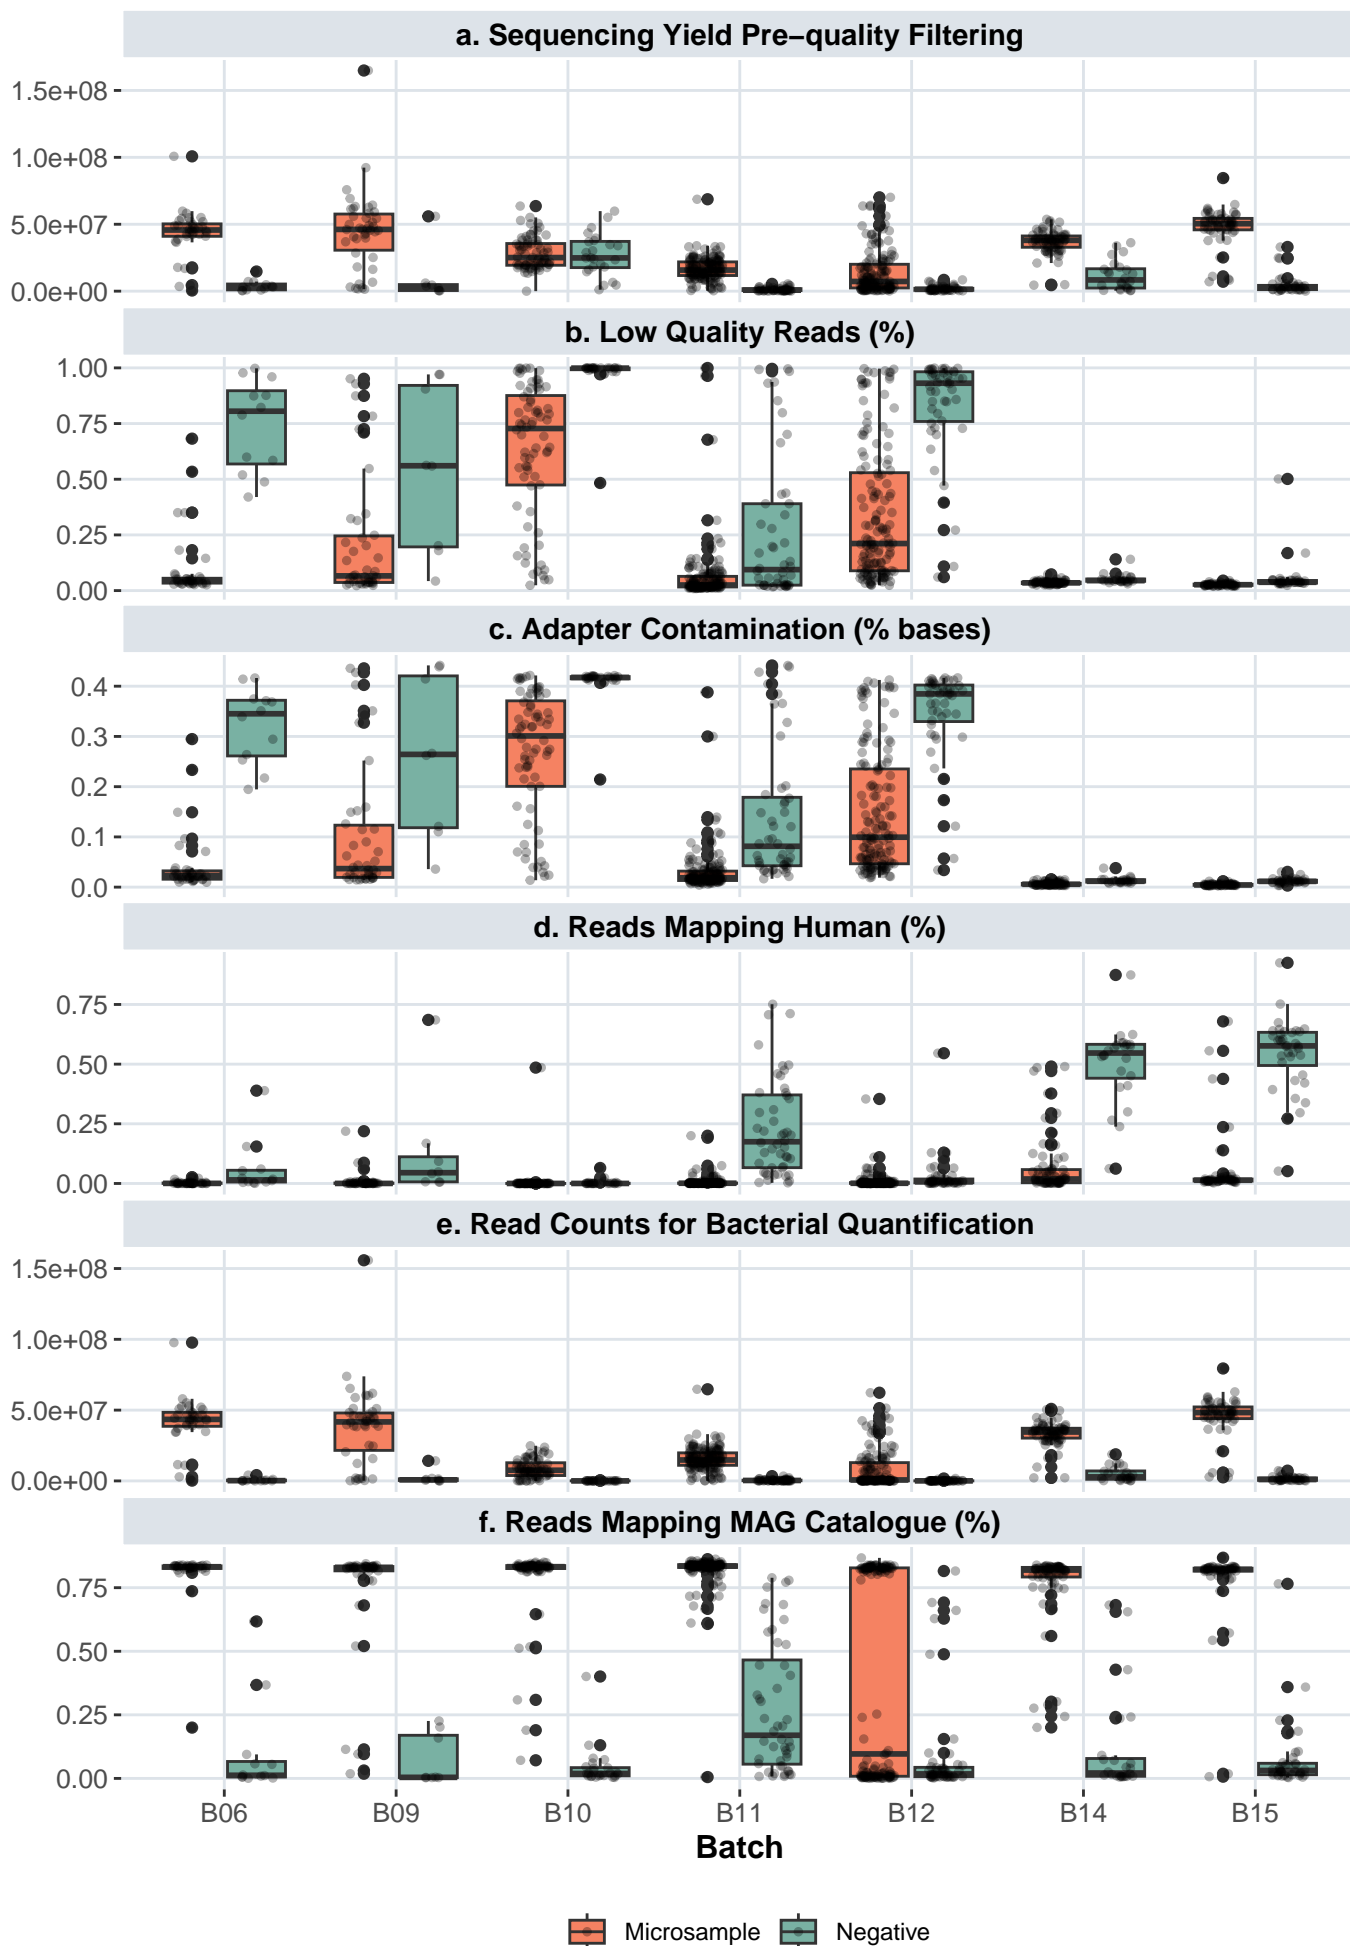 a. Sequencing Yield Pre−quality Filtering
1.5e+08
1.0e+08
5.0e+07
0.0e+00
b. Low Quality Reads (%)
1.00
0.75
0.50
0.25
0.00
c. Adapter Contamination (% bases)
0.4
0.3
0.2
0.1
0.0
d. Reads Mapping Human (%)
0.75
0.50
0.25
0.00
e. Read Counts for Bacterial Quantification
1.5e+08
1.0e+08
5.0e+07
0.0e+00
f. Reads Mapping MAG Catalogue (%)
0.75
0.50
0.25
0.00
B06 B09 B10 B11 B12 B14 B15
Batch
Microsample Negative